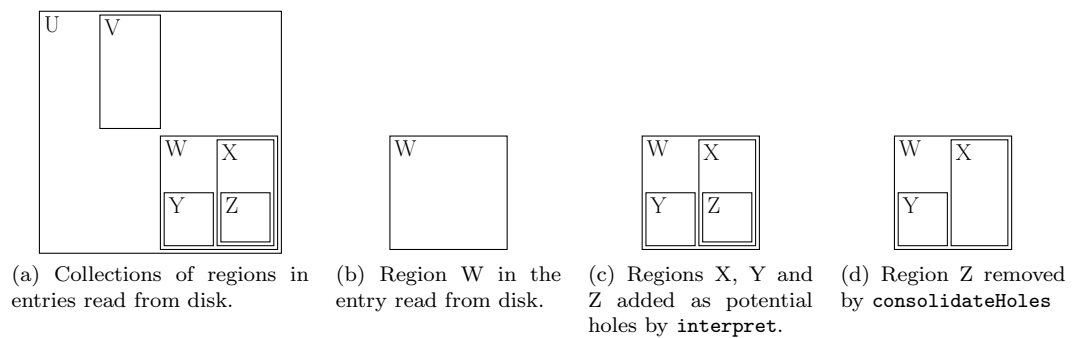 U
V
W
X
Y
Z
W
W
X
Y
Z
W
X
Y
(a) Collections of regions in
entries read from disk.
(b) Region W in the
entry read from disk.
(c) Regions X, Y and
Z added as potential
holes by interpret.
(d) Region Z removed
by consolidateHoles